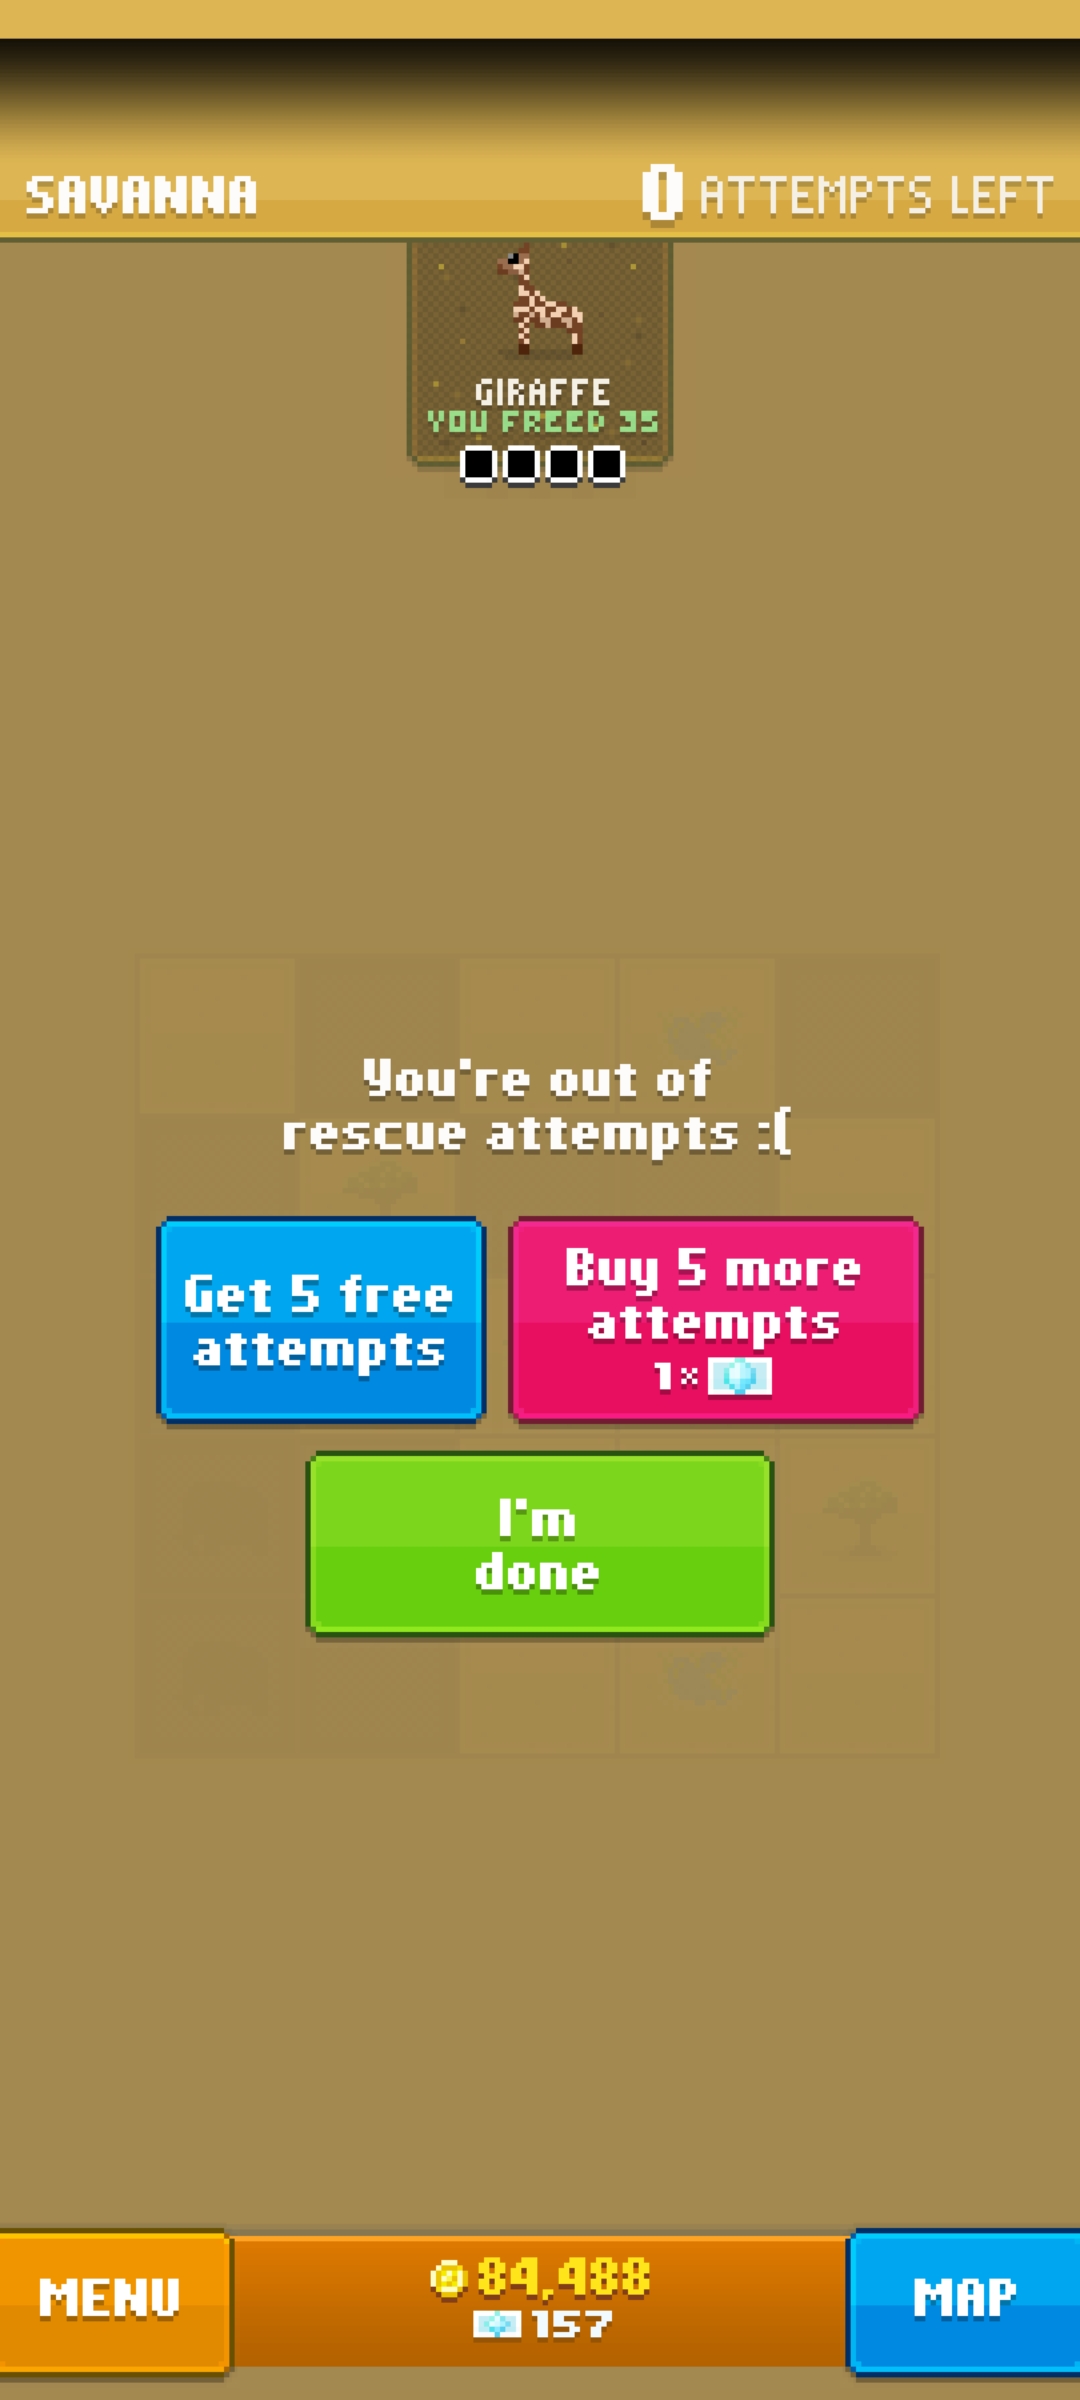 SAVANNA
0 ATTEMPTS LEFT
GIRAFFE
YOU FREED 35
You're out of
rescue attempts :(
Get 5 free
attempts
Buy 5 more
attempts
1×
I'm
done
MENU
84,488
157
MAP